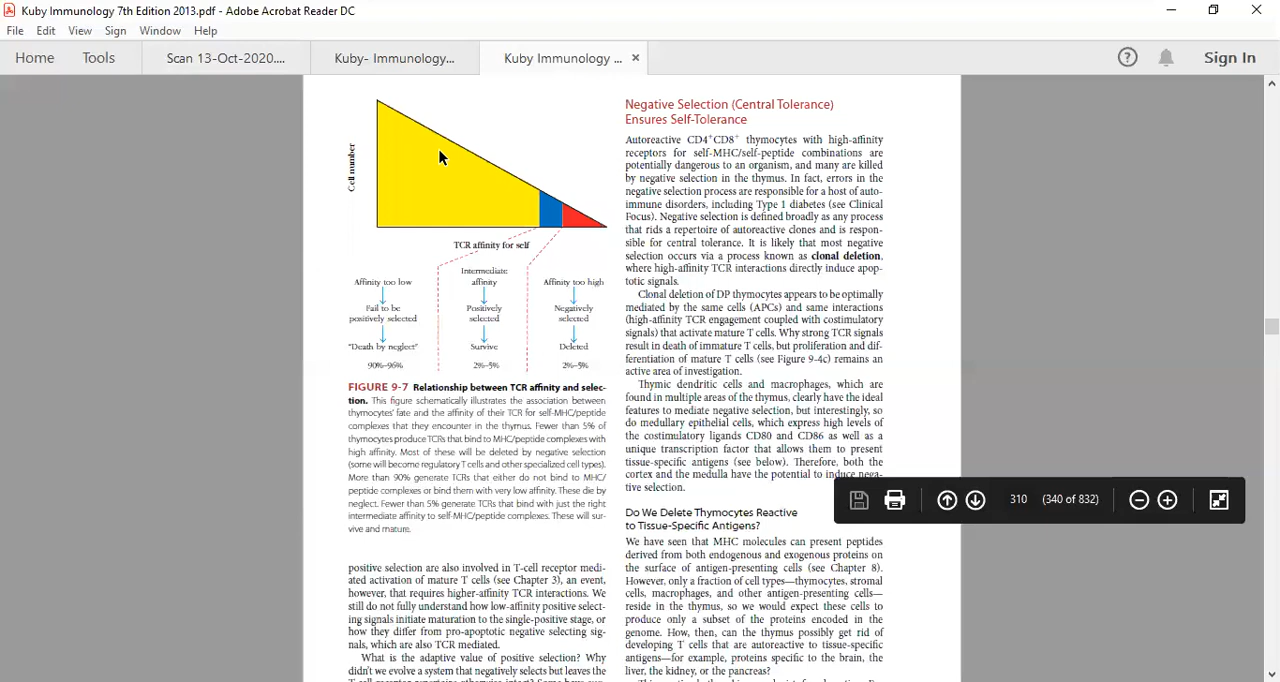 Kuby Immunology 7th Edition 2013.pdf - Adobe Acrobat Reader DC
File Edit View Sign Window Help
Home Tools Scan 13-Oct-2020.... Kuby- Immunology... Kuby Immunology ... × Sign In
Cell number
TCR affinity for self
Affinity too low
Fail to be
positively selected
"Death by neglect"
90%–96%
Intermediate
affinity
Positively
selected
Survive
2%–5%
Affinity too high
Negatively
selected
Deleted
2%–5%
FIGURE 9-7 Relationship between TCR affinity and selec-
tion. This figure schematically illustrates the association between
thymocytes' fate and the affinity of their TCR for self-MHC/peptide
complexes that they encounter in the thymus. Fewer than 5% of
thymocytes produce TCRs that bind to MHC/peptide complexes with
high affinity. Most of these will be deleted by negative selection
(some will become regulatory T cells and other specialized cell types).
More than 90% generate TCRs that either do not bind to MHC/
peptide complexes or bind them with very low affinity. These die by
neglect. Fewer than 5% generate TCRs that bind with just the right
intermediate affinity to self-MHC/peptide complexes. These will sur-
vive and mature.
positive selection are also involved in T-cell receptor medi-
ated activation of mature T cells (see Chapter 3), an event,
however, that requires higher-affinity TCR interactions. We
still do not fully understand how low-affinity positive select-
ing signals initiate maturation to the single-positive stage, or
how they differ from pro-apoptotic negative selecting sig-
nals, which are also TCR mediated.
What is the adaptive value of positive selection? Why
didn't we evolve a system that negatively selects but leaves the
Negative Selection (Central Tolerance)
Ensures Self-Tolerance
Autoreactive CD4+CD8+ thymocytes with high-affinity
receptors for self-MHC/self-peptide combinations are
potentially dangerous to an organism, and many are killed
by negative selection in the thymus. In fact, errors in the
negative selection process are responsible for a host of auto-
immune disorders, including Type 1 diabetes (see Clinical
Focus). Negative selection is defined broadly as any process
that rids a repertoire of autoreactive clones and is respon-
sible for central tolerance. It is likely that most negative
selection occurs via a process known as clonal deletion,
where high-affinity TCR interactions directly induce apop-
totic signals.
Clonal deletion of DP thymocytes appears to be optimally
mediated by the same cells (APCs) and same interactions
(high-affinity TCR engagement coupled with costimulatory
signals) that activate mature T cells. Why strong TCR signals
result in death of immature T cells, but proliferation and dif-
ferentiation of mature T cells (see Figure 9-4c) remains an
active area of investigation.
Thymic dendritic cells and macrophages, which are
found in multiple areas of the thymus, clearly have the ideal
features to mediate negative selection, but interestingly, so
do medullary epithelial cells, which express high levels of
the costimulatory ligands CD80 and CD86 as well as a
unique transcription factor that allows them to present
tissue-specific antigens (see below). Therefore, both the
cortex and the medulla have the potential to induce nega-
tive selection.
Do We Delete Thymocytes Reactive
to Tissue-Specific Antigens?
We have seen that MHC molecules can present peptides
derived from both endogenous and exogenous proteins on
the surface of antigen-presenting cells (see Chapter 8).
However, only a fraction of cell types—thymocytes, stromal
cells, macrophages, and other antigen-presenting cells—
reside in the thymus, so we would expect these cells to
produce only a subset of the proteins encoded in the
genome. How, then, can the thymus possibly get rid of
developing T cells that are autoreactive to tissue-specific
antigens—for example, proteins specific to the brain, the
liver, the kidney, or the pancreas?
310 (340 of 832)